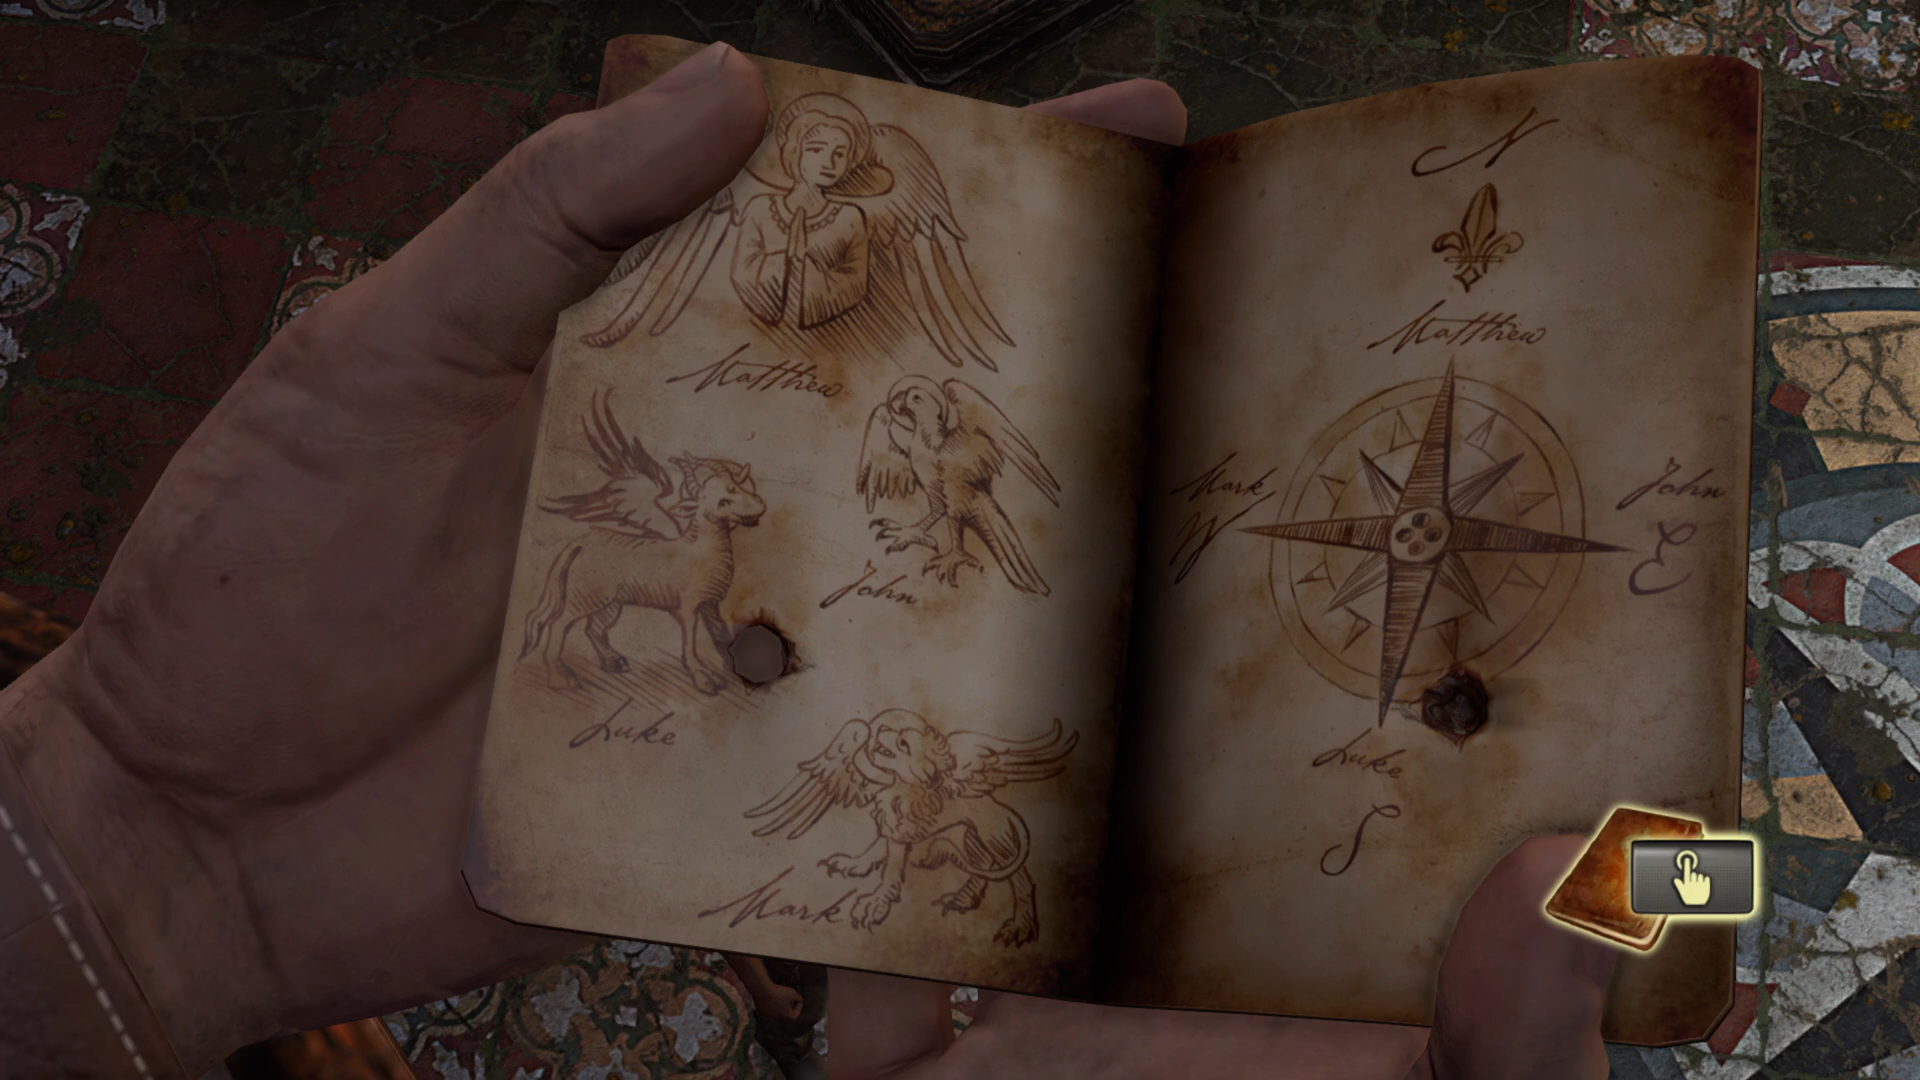 Matthew
John
Luke
Mark
N
Matthew
Mark
W
John
E
Luke
S